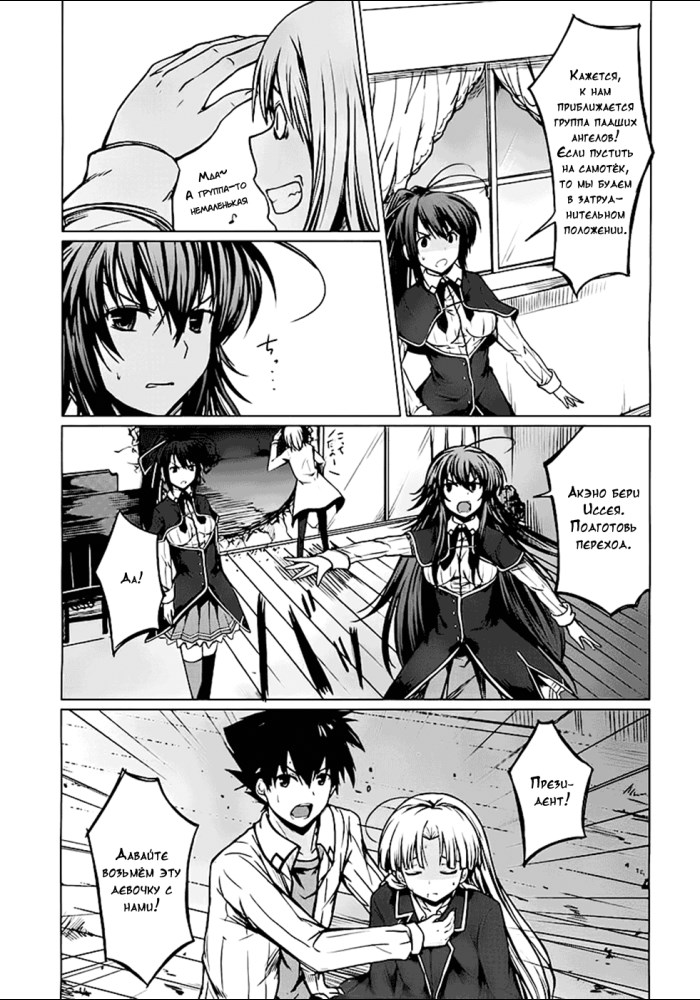 Кажется,
к нам
приближается
группа падших
ангелов!
Если пустить
на самотёк,
то мы будем
в затруд-
нительном
положении.
Мда~
А группа-то
немаленькая
♪
Акэно бери
Иссея.
Подготовь
переход.
Да!
Прези-
дент!
Давайте
возьмём эту
девочку с
нами!